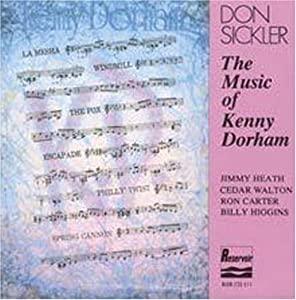 Kenny Dorham
DON
SICKLER
LA MESHA
WINDMILL
THE FOX
ESCAPADE
PHILLY TWIST
SPRING CANNON
The
Music
of
Kenny
Dorham
JIMMY HEATH
CEDAR WALTON
RON CARTER
BILLY HIGGINS
Reservoir